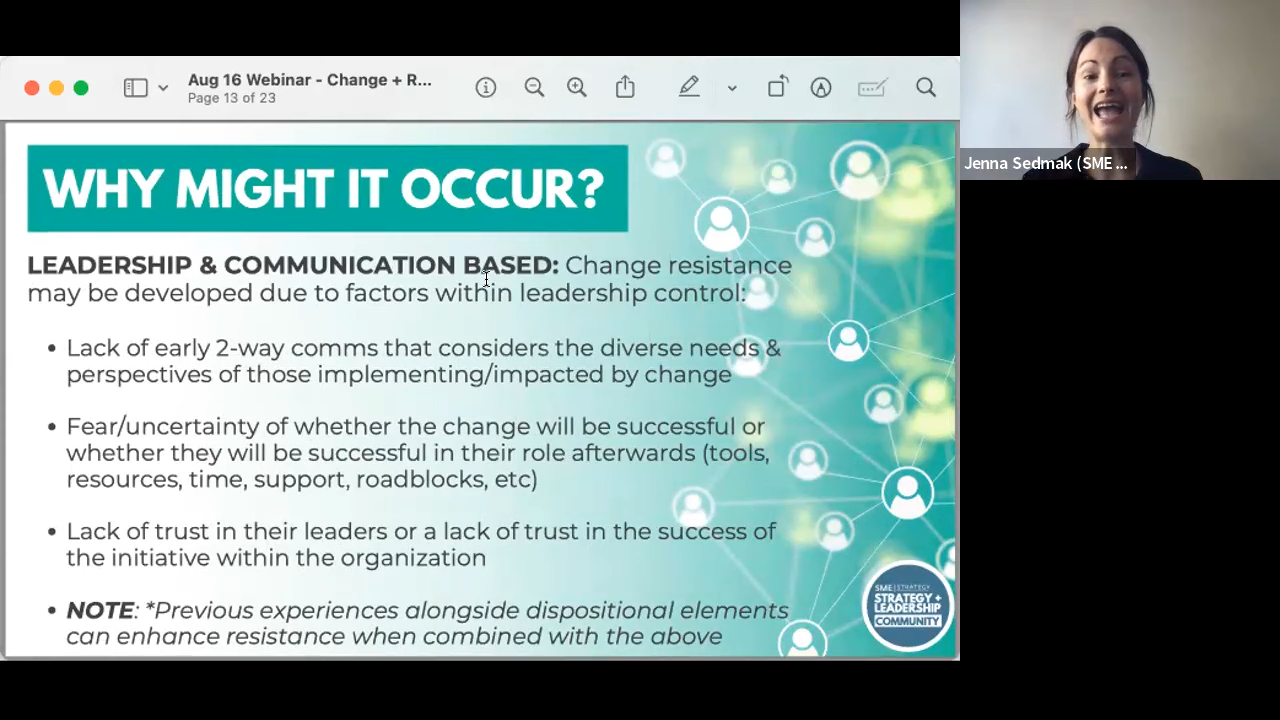 Aug 16 Webinar - Change + R...
Page 13 of 23
Jenna Sedmak (SME ...
WHY MIGHT IT OCCUR?
LEADERSHIP & COMMUNICATION BASED: Change resistance
may be developed due to factors within leadership control:
• Lack of early 2-way comms that considers the diverse needs &
perspectives of those implementing/impacted by change
• Fear/uncertainty of whether the change will be successful or
whether they will be successful in their role afterwards (tools,
resources, time, support, roadblocks, etc)
• Lack of trust in their leaders or a lack of trust in the success of
the initiative within the organization
• NOTE: *Previous experiences alongside dispositional elements
can enhance resistance when combined with the above
SME | STRATEGY
STRATEGY +
LEADERSHIP
COMMUNITY